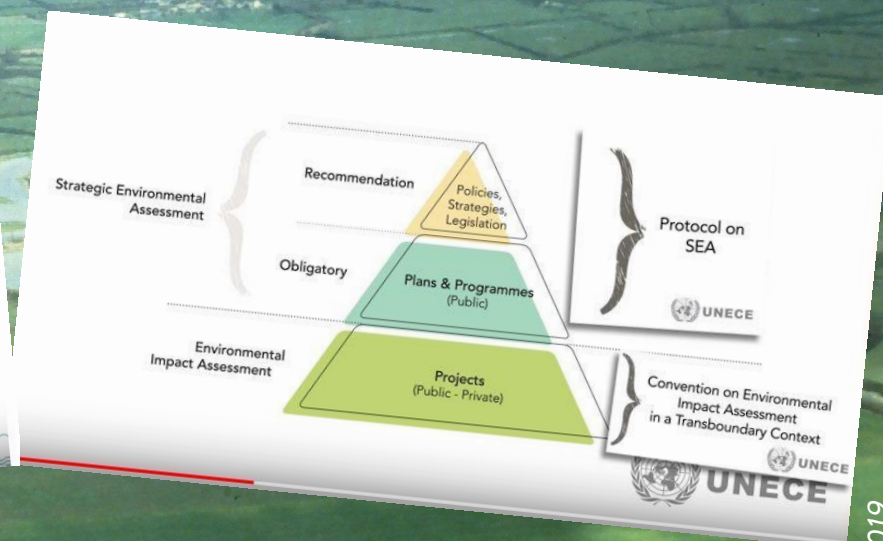 Strategic Environmental
Assessment
Recommendation
Policies,
Strategies,
Legislation
Protocol on
SEA
Obligatory
Plans & Programmes
(Public)
UNECE
Environmental
Impact Assessment
Projects
(Public - Private)
Convention on Environmental
Impact Assessment
in a Transboundary Context
UNECE
UNECE
019